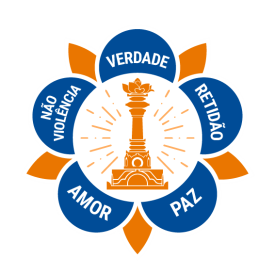 VERDADE
RETIDÃO
PAZ
AMOR
NÃO
VIOLÊNCIA